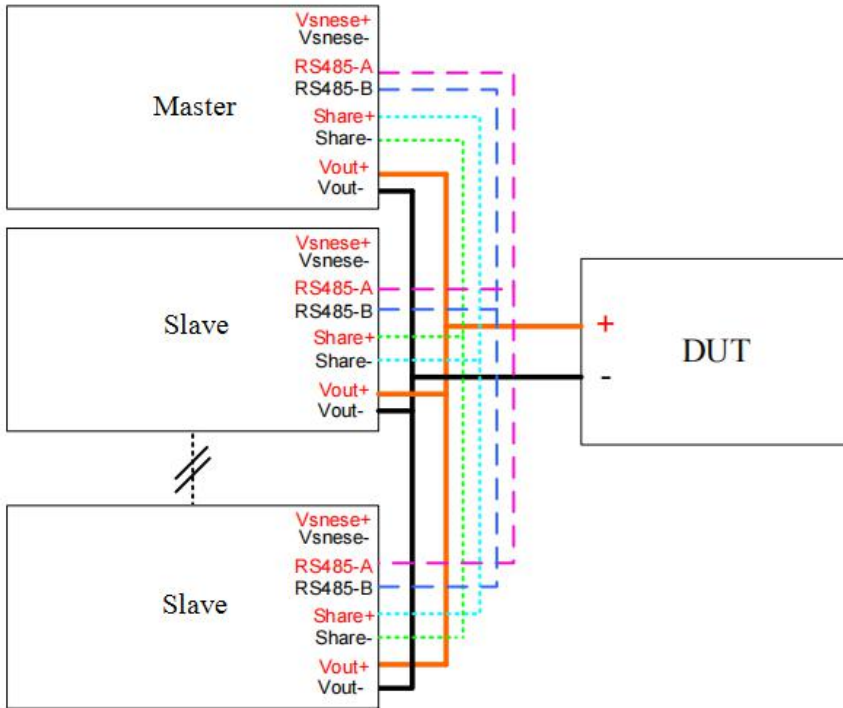 Vsnese+
Vsnese-
RS485-A
RS485-B
Master
Share+
Share-
Vout+
Vout-
Vsnese+
Vsnese-
RS485-A
RS485-B
Slave
Share+
Share-
Vout+
Vout-
+
DUT
-
Vsnese+
Vsnese-
RS485-A
RS485-B
Slave
Share+
Share-
Vout+
Vout-